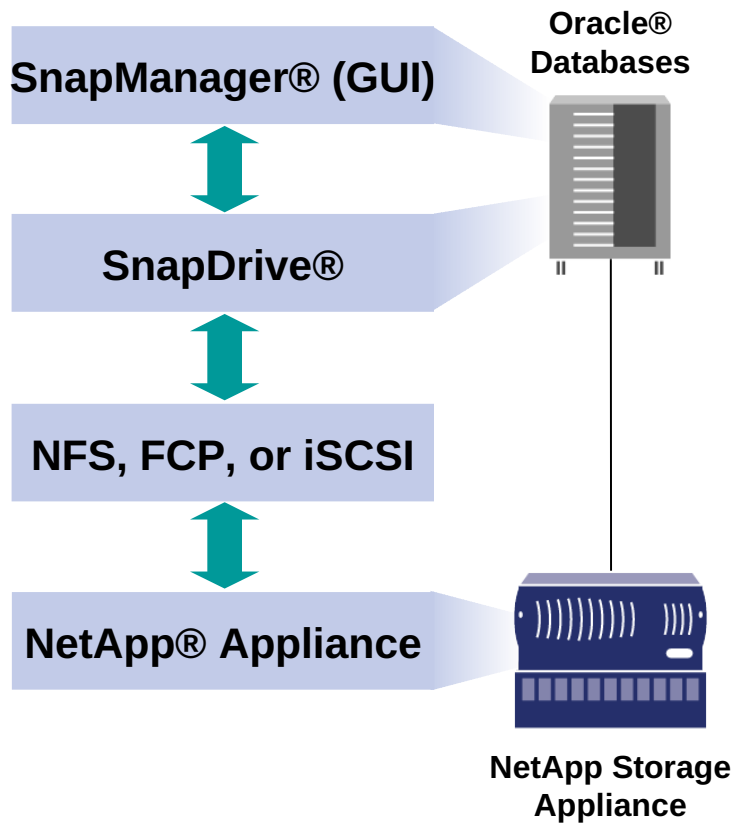 Oracle®
Databases
SnapManager® (GUI)
SnapDrive®
NFS, FCP, or iSCSI
NetApp® Appliance
NetApp Storage
Appliance